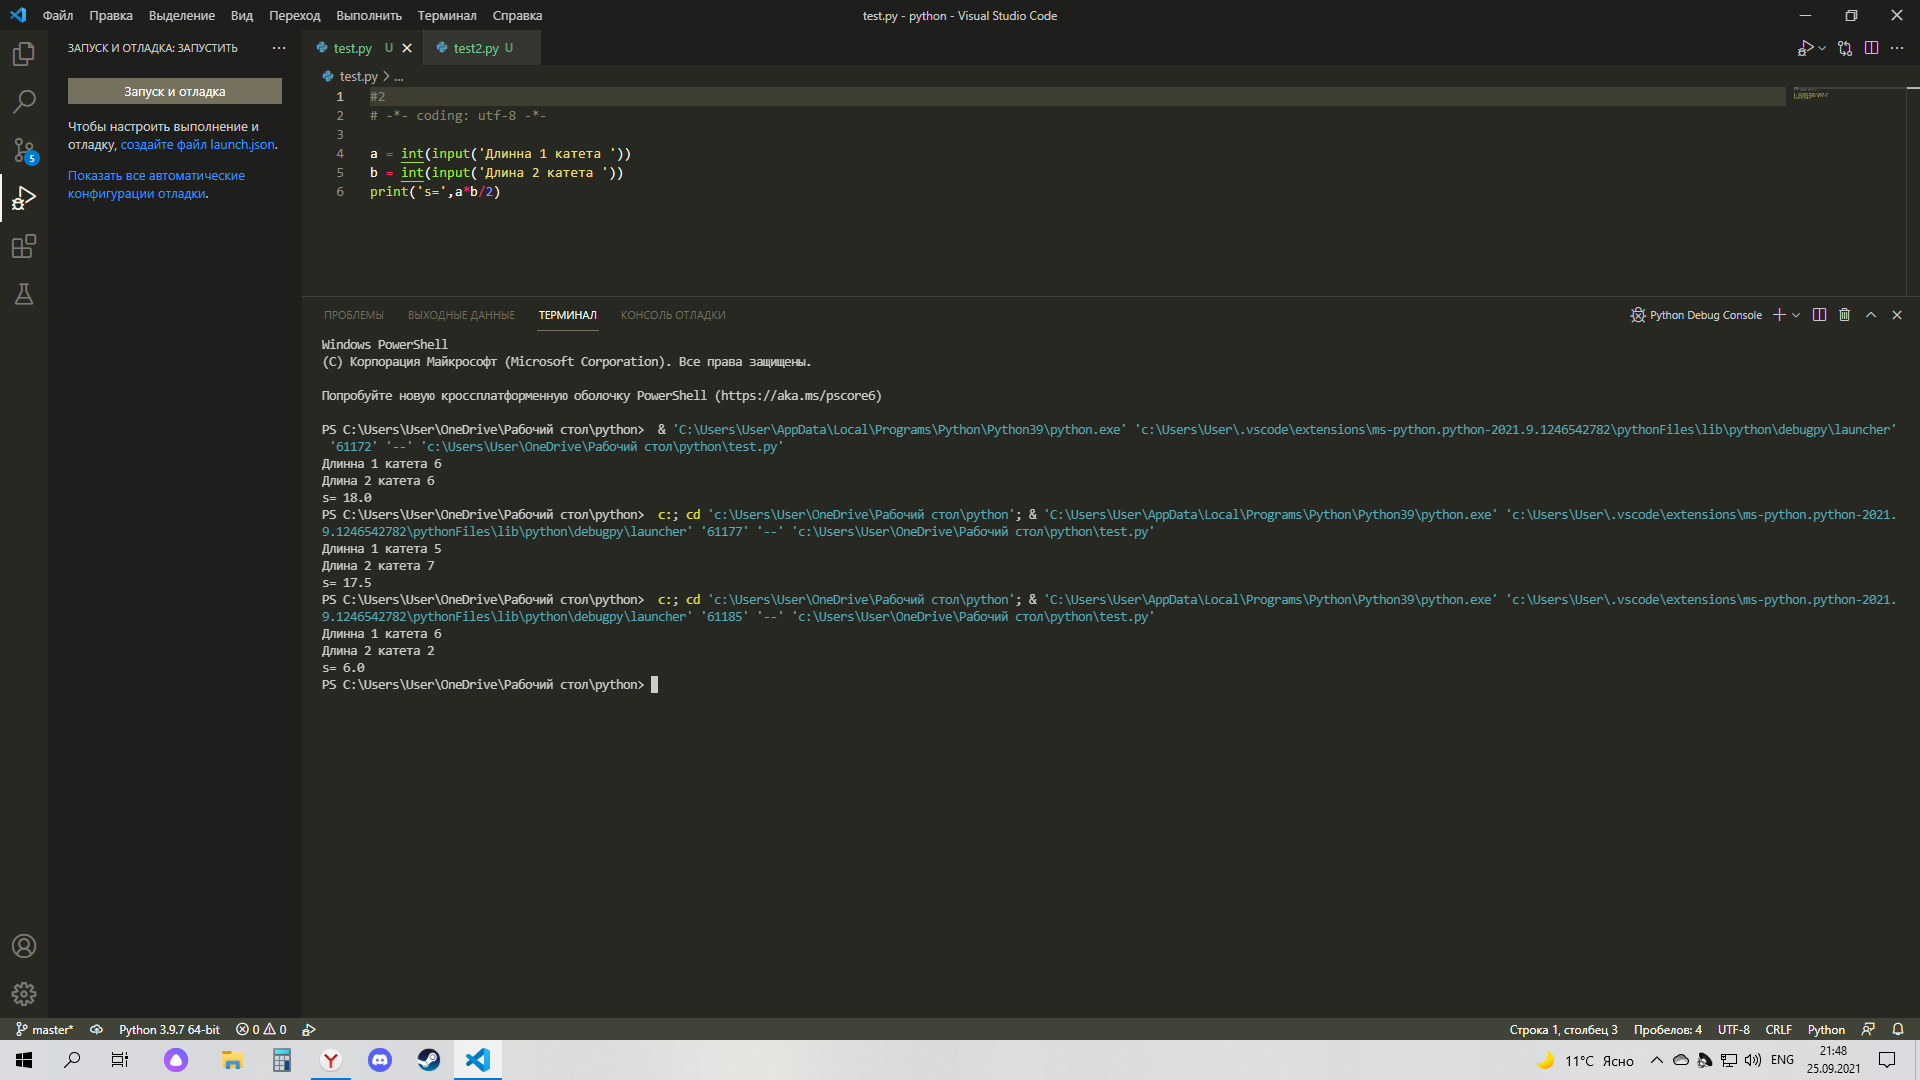 Файл Правка Выделение Вид Переход Выполнить Терминал Справка
test.py - python - Visual Studio Code
ЗАПУСК И ОТЛАДКА: ЗАПУСТИТЬ
Запуск и отладка
Чтобы настроить выполнение и
отладку, создайте файл launch.json.
Показать все автоматические
конфигурации отладки.
5
test.py U
test2.py U
test.py > ...
1 #2
2 # -*- coding: utf-8 -*-
3
4 a = int(input('Длинна 1 катета '))
5 b = int(input('Длина 2 катета '))
6 print('s=',a*b/2)
ПРОБЛЕМЫ ВЫХОДНЫЕ ДАННЫЕ ТЕРМИНАЛ КОНСОЛЬ ОТЛАДКИ
Python Debug Console
Windows PowerShell
(C) Корпорация Майкрософт (Microsoft Corporation). Все права защищены.
Попробуйте новую кроссплатформенную оболочку PowerShell (https://aka.ms/pscore6)
PS C:\Users\User\OneDrive\Рабочий стол\python>  & 'C:\Users\User\AppData\Local\Programs\Python\Python39\python.exe' 'c:\Users\User\.vscode\extensions\ms-python.python-2021.9.1246542782\pythonFiles\lib\python\debugpy\launcher'
'61172' '--' 'c:\Users\User\OneDrive\Рабочий стол\python\test.py'
Длинна 1 катета 6
Длина 2 катета 6
s= 18.0
PS C:\Users\User\OneDrive\Рабочий стол\python>  c:; cd 'c:\Users\User\OneDrive\Рабочий стол\python'; & 'C:\Users\User\AppData\Local\Programs\Python\Python39\python.exe' 'c:\Users\User\.vscode\extensions\ms-python.python-2021.
9.1246542782\pythonFiles\lib\python\debugpy\launcher' '61177' '--' 'c:\Users\User\OneDrive\Рабочий стол\python\test.py'
Длинна 1 катета 5
Длина 2 катета 7
s= 17.5
PS C:\Users\User\OneDrive\Рабочий стол\python>  c:; cd 'c:\Users\User\OneDrive\Рабочий стол\python'; & 'C:\Users\User\AppData\Local\Programs\Python\Python39\python.exe' 'c:\Users\User\.vscode\extensions\ms-python.python-2021.
9.1246542782\pythonFiles\lib\python\debugpy\launcher' '61185' '--' 'c:\Users\User\OneDrive\Рабочий стол\python\test.py'
Длинна 1 катета 6
Длина 2 катета 2
s= 6.0
PS C:\Users\User\OneDrive\Рабочий стол\python>
master* Python 3.9.7 64-bit 0 0
Строка 1, столбец 3 Пробелов: 4 UTF-8 CRLF Python
11°C Ясно ENG
21:48
25.09.2021